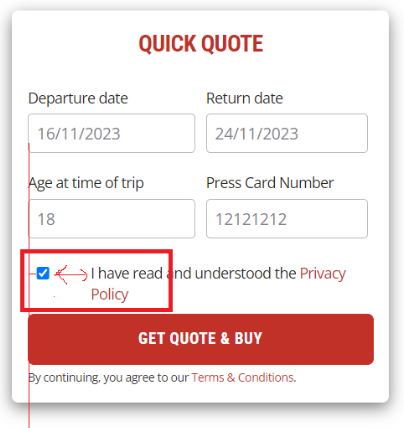 QUICK QUOTE
Departure date Return date
16/11/2023 24/11/2023
Age at time of trip Press Card Number
18 12121212
I have read and understood the Privacy
Policy
GET QUOTE & BUY
By continuing, you agree to our Terms & Conditions.